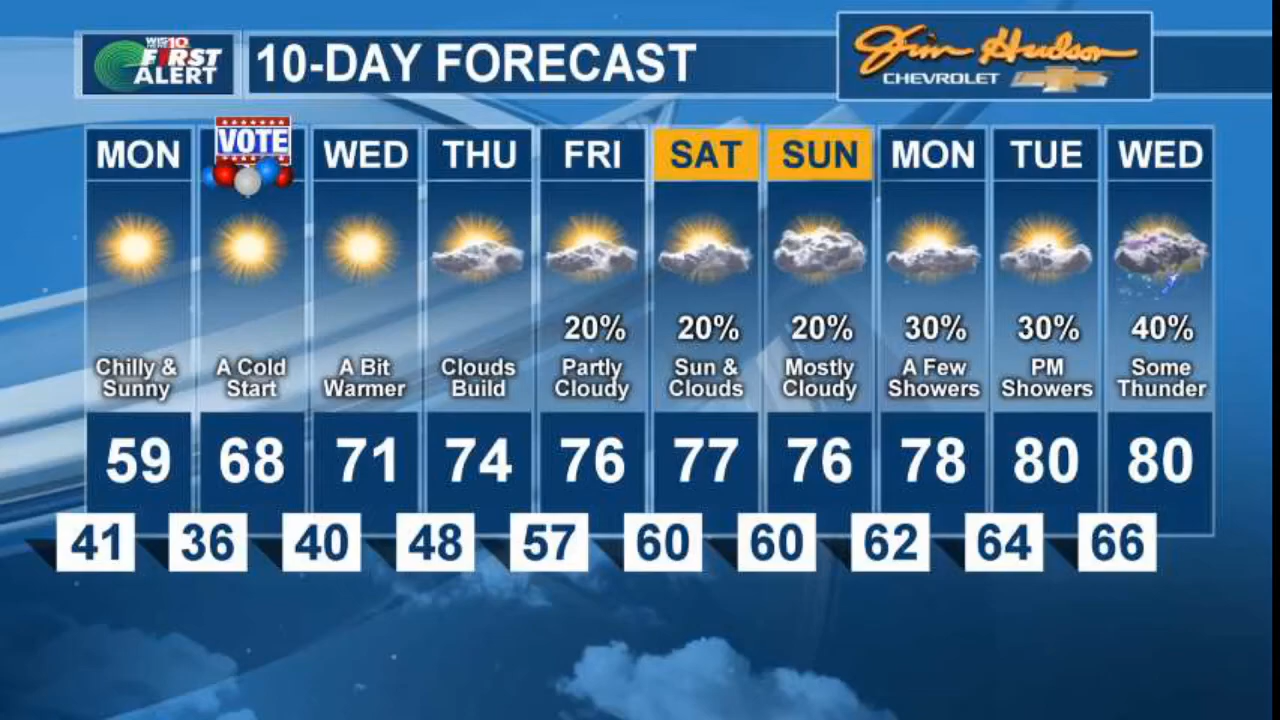 WIS 10
FIRST
ALERT
10-DAY FORECAST
Jim Hudson
CHEVROLET
MON VOTE WED THU FRI SAT SUN MON TUE WED
20% 20% 20% 30% 30% 40%
Chilly & A Cold A Bit Clouds Partly Sun & Mostly A Few PM Some
Sunny Start Warmer Build Cloudy Clouds Cloudy Showers Showers Thunder
59 68 71 74 76 77 76 78 80 80
41 36 40 48 57 60 60 62 64 66